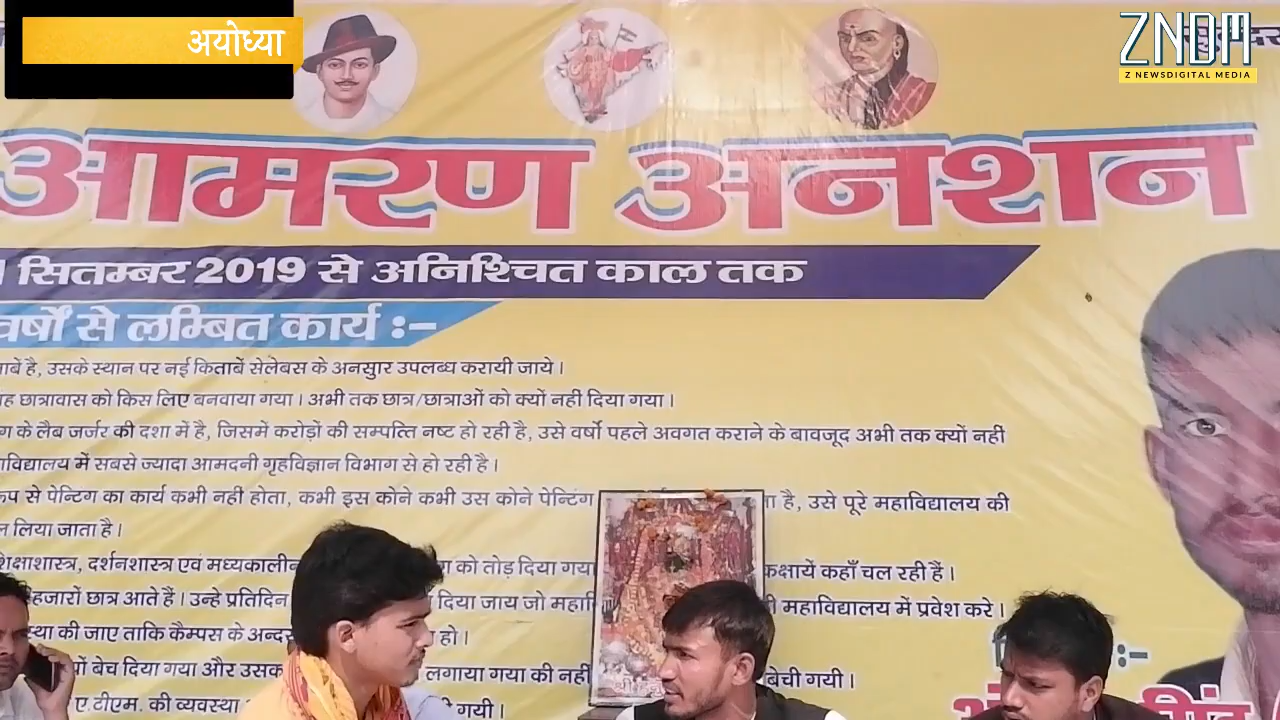 अयोध्या
ZNDM
Z NEWSDIGITAL MEDIA
आमरण अनशन
सितम्बर 2019 से अनिश्चित काल तक
वर्षों से लम्बित कार्य :-
है, उसके स्थान पर नई किताबें सेलेबस के अनसुार उपलब्ध करायी जाये।
छात्रावास को किस लिए बनवाया गया। अभी तक छात्र/छात्राओं को क्यों नहीं दिया गया।
के लैब जर्जर की दशा में है, जिसमें करोड़ों की सम्पत्ति नष्ट हो रही है, उसे वर्षो पहले अवगत कराने के बावजूद अभी तक क्यों नहीं
में सबसे ज्यादा आमदनी गृहविज्ञान विभाग से हो रही है।
से पेन्टिग का कार्य कभी नही होता, कभी इस कोने कभी उस कोने पेन्टिंग है, उसे पूरे महाविद्यालय की
लिया जाता है।
दर्शनशास्त्र एवं मध्यकालीन को तोड़ दिया गया कक्षायें कहाँ चल रही हैं।
हजारों छात्र आते हैं। उन्हे प्रतिदिन दिया जाय जो महावि महाविद्यालय में प्रवेश करे।
की जाए ताकि कैम्पस के अन्दर हो।
बेच दिया गया और उसक लगाया गया की नहीं बेची गयी।
ए.टीएम. की व्यवस्था गयी।